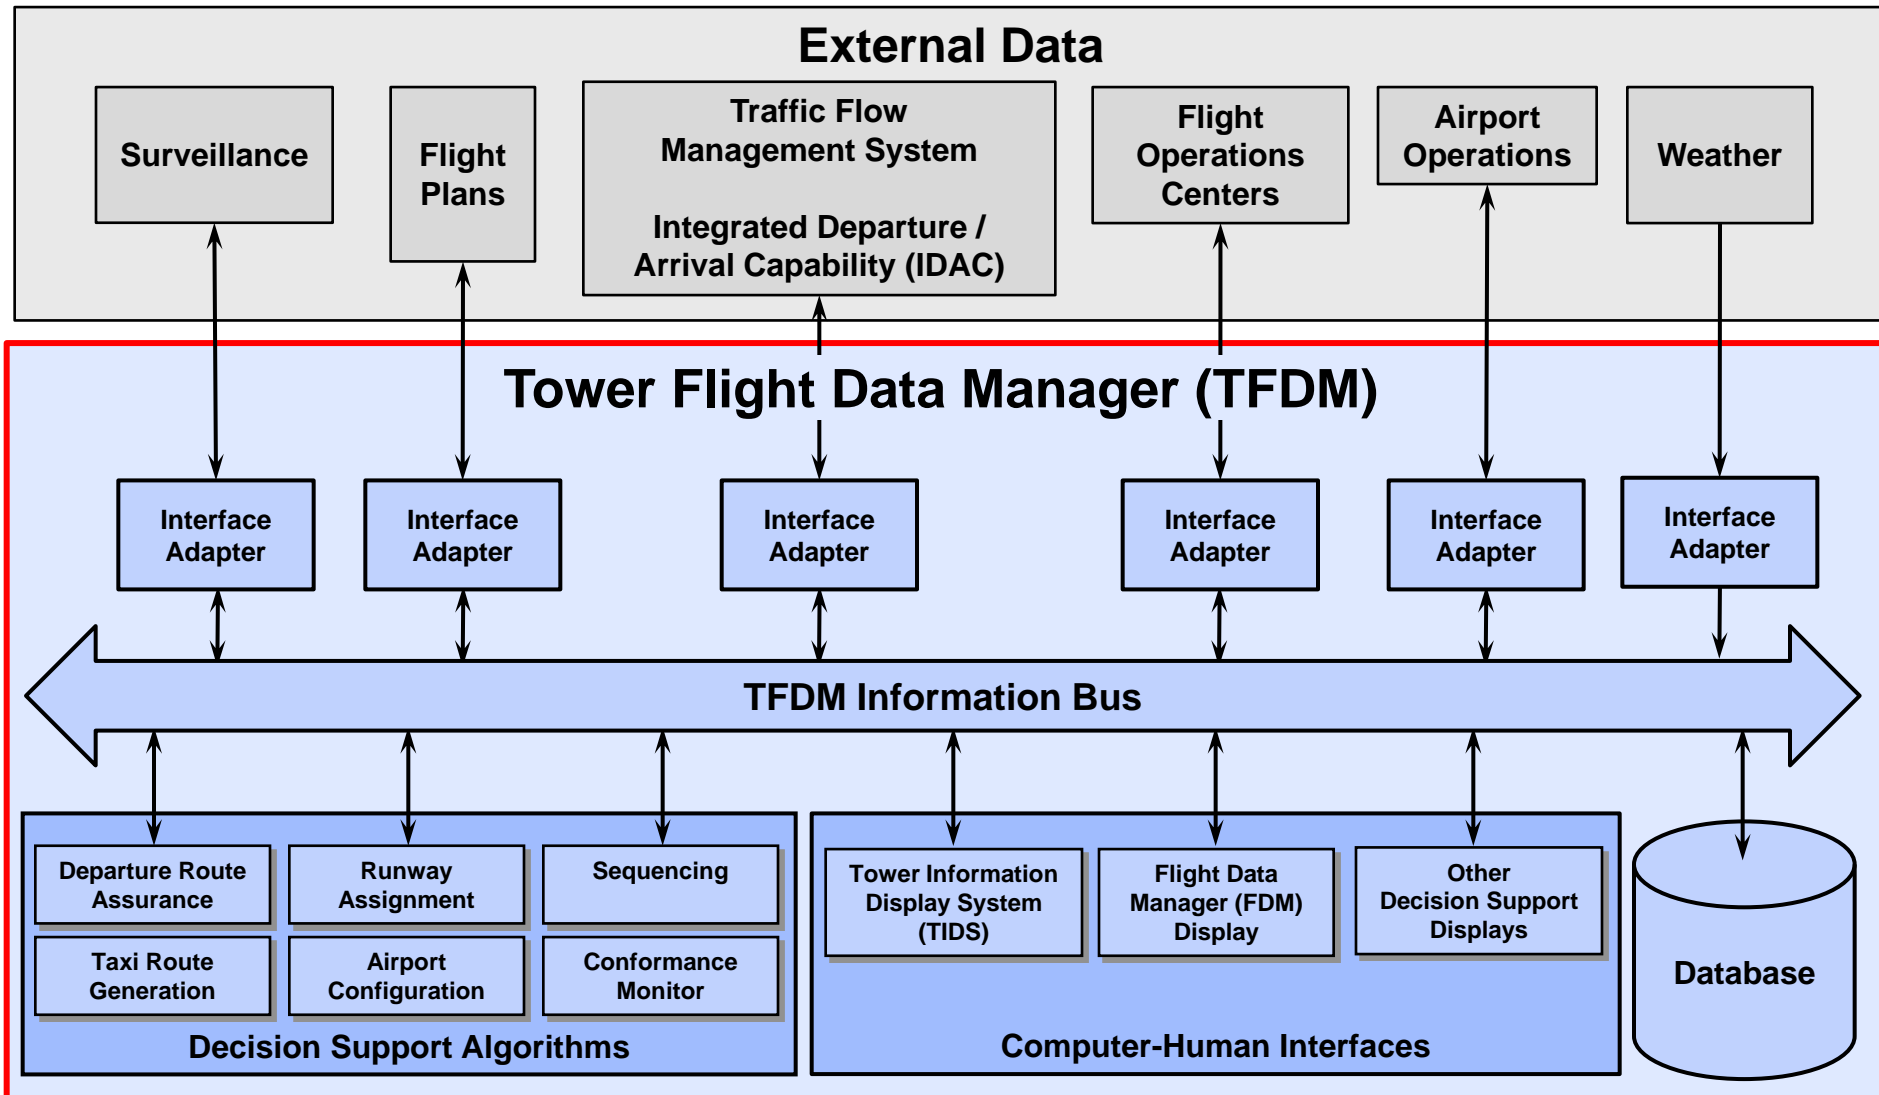 External Data
Surveillance
Flight
Plans
Traffic Flow
Management System
Integrated Departure /
Arrival Capability (IDAC)
Flight
Operations
Centers
Airport
Operations
Weather
Tower Flight Data Manager (TFDM)
Interface
Adapter
Interface
Adapter
Interface
Adapter
Interface
Adapter
Interface
Adapter
Interface
Adapter
TFDM Information Bus
Departure Route
Assurance
Runway
Assignment
Sequencing
Taxi Route
Generation
Airport
Configuration
Conformance
Monitor
Decision Support Algorithms
Tower Information
Display System
(TIDS)
Flight Data
Manager (FDM)
Display
Other
Decision Support
Displays
Computer-Human Interfaces
Database